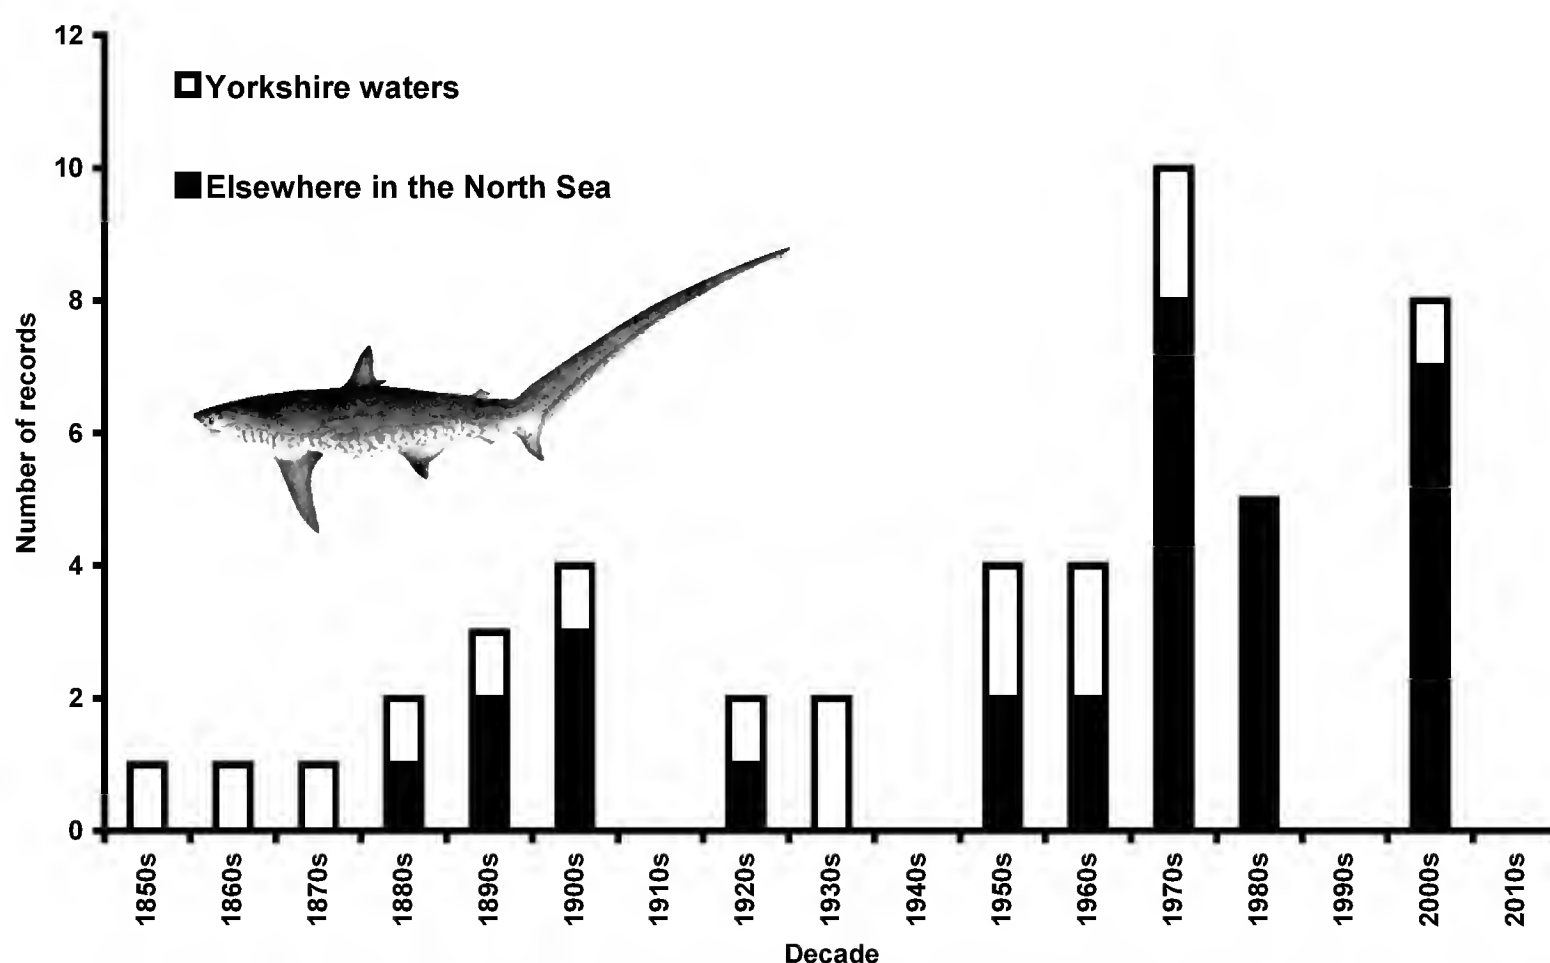 12
10
8
6
4
2
0
Number of records
Yorkshire waters
Elsewhere in the North Sea
1850s
1860s
1870s
1880s
1890s
1900s
1910s
1920s
1930s
1940s
1950s
1960s
1970s
1980s
1990s
2000s
2010s
Decade